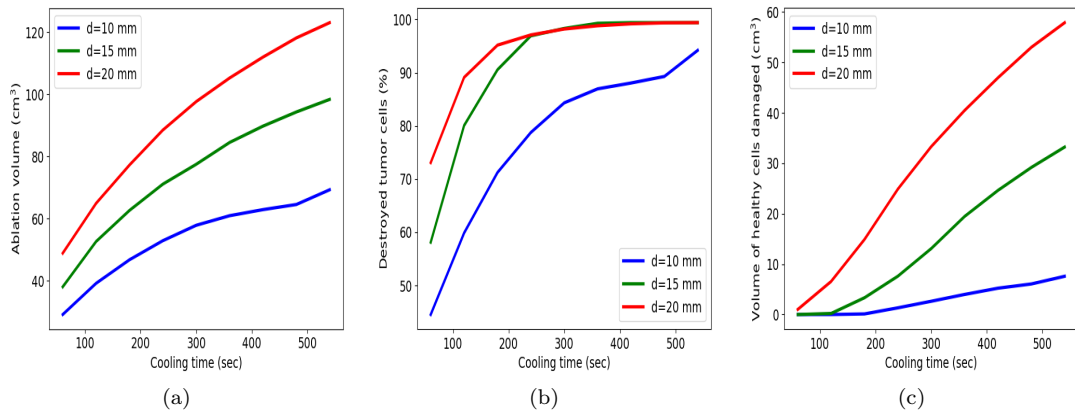 Ablation volume (cm³)
120
100
80
60
40
d=10 mm
d=15 mm
d=20 mm
100 200 300 400 500
Cooling time (sec)
(a)
Destroyed tumor cells (%)
100
90
80
70
60
50
d=10 mm
d=15 mm
d=20 mm
100 200 300 400 500
Cooling time (sec)
(b)
Volume of healthy cells damaged (cm³)
60
50
40
30
20
10
0
d=10 mm
d=15 mm
d=20 mm
100 200 300 400 500
Cooling time (sec)
(c)